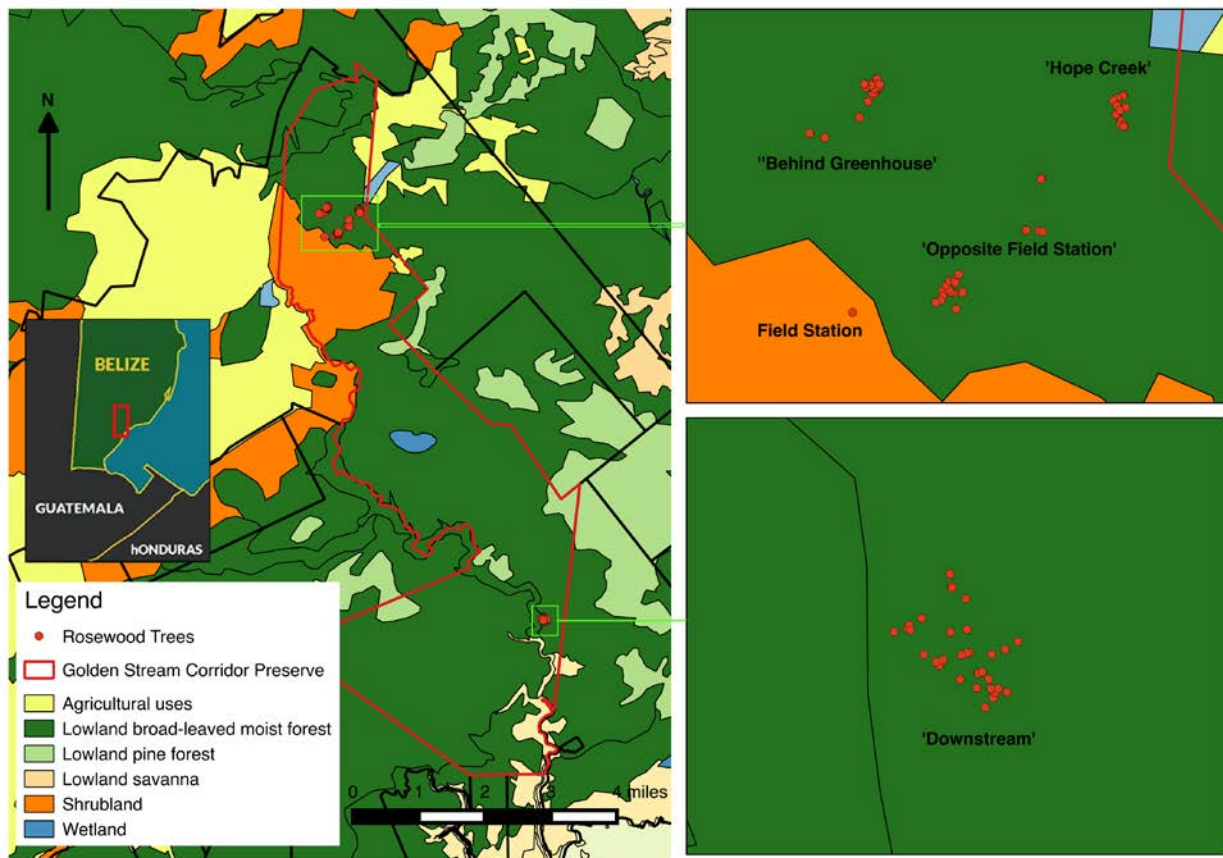 N
BELIZE
GUATEMALA
hONDURAS
Legend
Rosewood Trees
Golden Stream Corridor Preserve
Agricultural uses
Lowland broad-leaved moist forest
Lowland pine forest
Lowland savanna
Shrubland
Wetland
0 1 2 3 4 miles
'Hope Creek'
"Behind Greenhouse'
'Opposite Field Station'
Field Station
'Downstream'